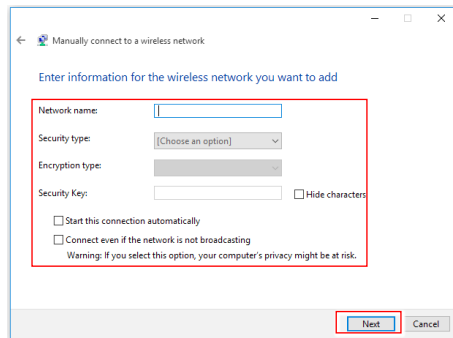 Manually connect to a wireless network
Enter information for the wireless network you want to add
Network name:
Security type: [Choose an option]
Encryption type:
Security Key: Hide characters
Start this connection automatically
Connect even if the network is not broadcasting
Warning: If you select this option, your computer's privacy might be at risk.
Next Cancel